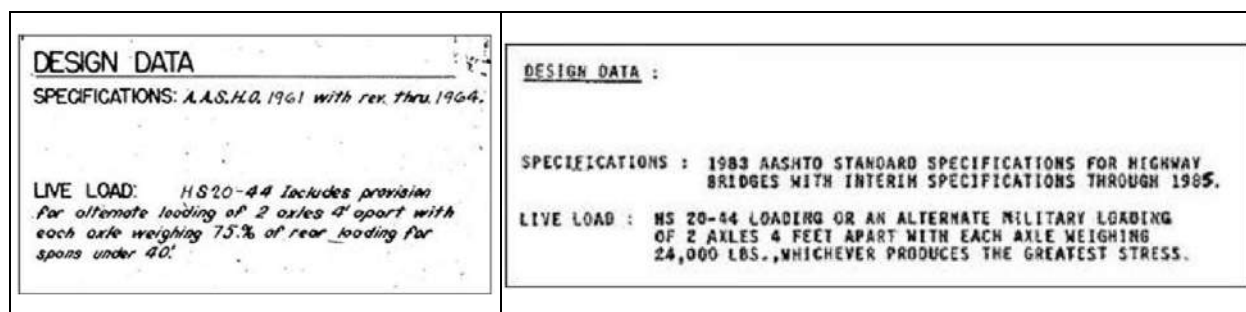 DESIGN DATA
SPECIFICATIONS: A.A.S.H.O. 1961 with rev. thru. 1964.
LIVE LOAD: HS20-44 Includes provision
for alternate loading of 2 axles 4' apart with
each axle weighing 75.% of rear loading for
spans under 40.'
DESIGN DATA :
SPECIFICATIONS : 1983 AASHTO STANDARD SPECIFICATIONS FOR HIGHWAY
BRIDGES WITH INTERIM SPECIFICATIONS THROUGH 1985.
LIVE LOAD : HS 20-44 LOADING OR AN ALTERNATE MILITARY LOADING
OF 2 AXLES 4 FEET APART WITH EACH AXLE WEIGHING
24,000 LBS.,WHICHEVER PRODUCES THE GREATEST STRESS.